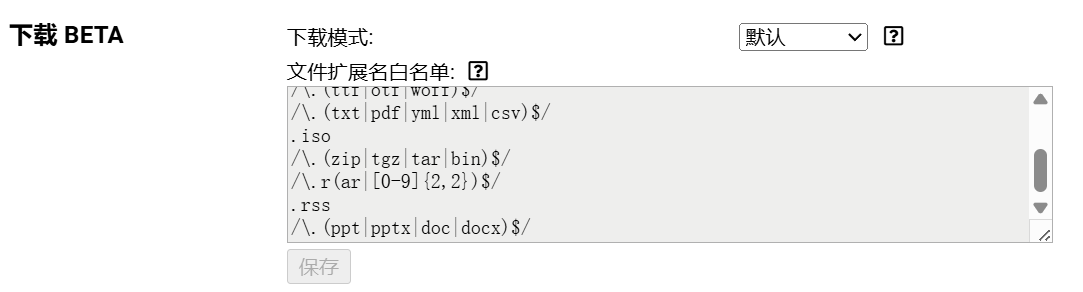 下载 BETA
下载模式:
默认
文件扩展名白名单:
/\.(ttf|otf|woff)$/
/\.(txt|pdf|yml|xml|csv)$/
.iso
/\.(zip|tgz|tar|bin)$/
/\.r(ar|[0-9]{2,2})$/
.rss
/\.(ppt|pptx|doc|docx)$/
保存